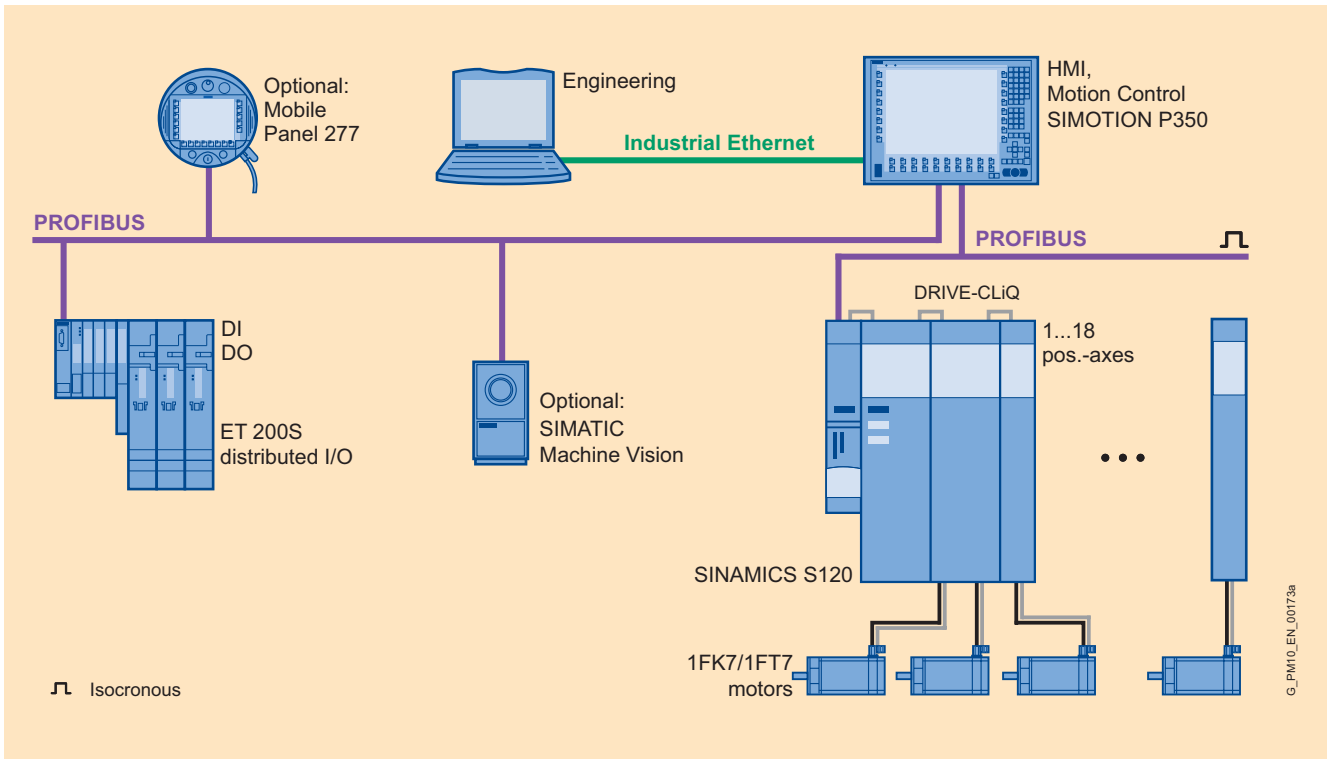 Optional:
Mobile
Panel 277
Engineering
HMI,
Motion Control
SIMOTION P350
Industrial Ethernet
PROFIBUS
PROFIBUS
DRIVE-CLiQ
DI
DO
1...18
pos.-axes
ET 200S
distributed I/O
Optional:
SIMATIC
Machine Vision
SINAMICS S120
1FK7/1FT7
motors
Isocronous
G_PM10_EN_00173a